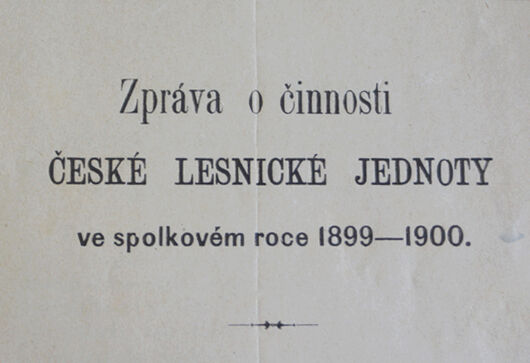 Zpráva o činnosti
ČESKÉ LESNICKÉ JEDNOTY
ve spolkovém roce 1899—1900.